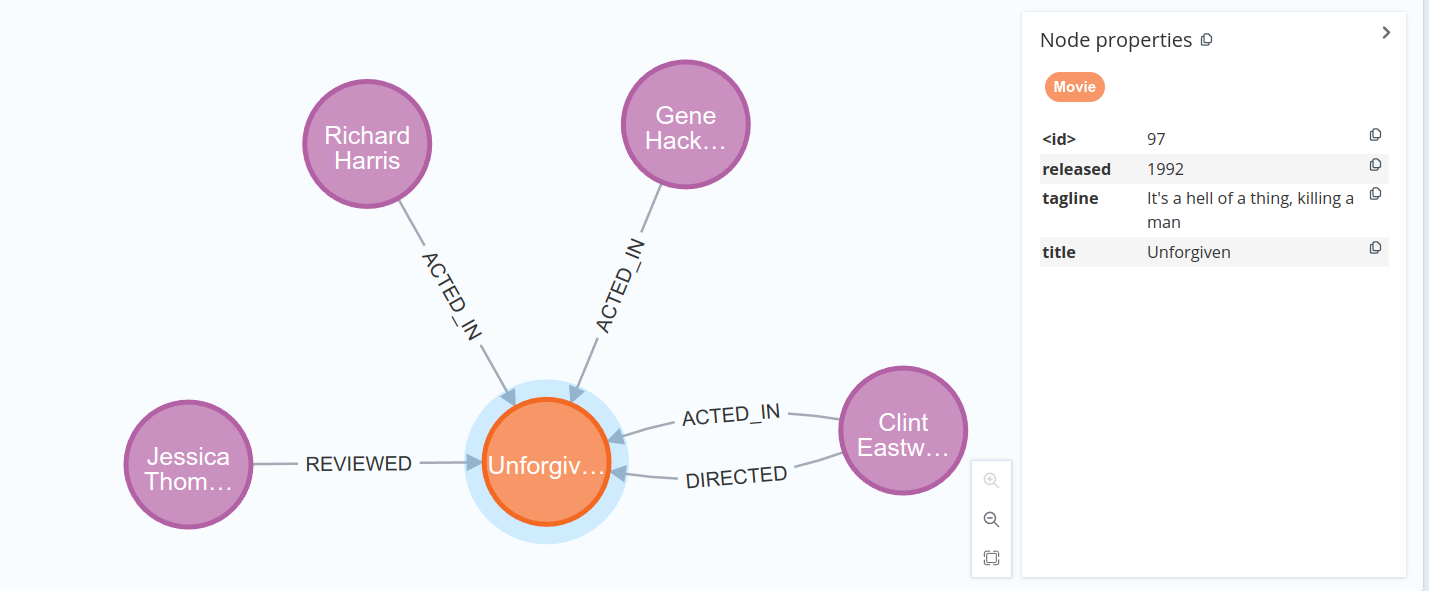 Richard
Harris
Gene
Hack…
ACTED_IN
ACTED_IN
Jessica
Thom…
REVIEWED
Unforgiv…
ACTED_IN
DIRECTED
Clint
Eastw…
Node properties
Movie
<id> 97
released 1992
tagline It's a hell of a thing, killing a
man
title Unforgiven